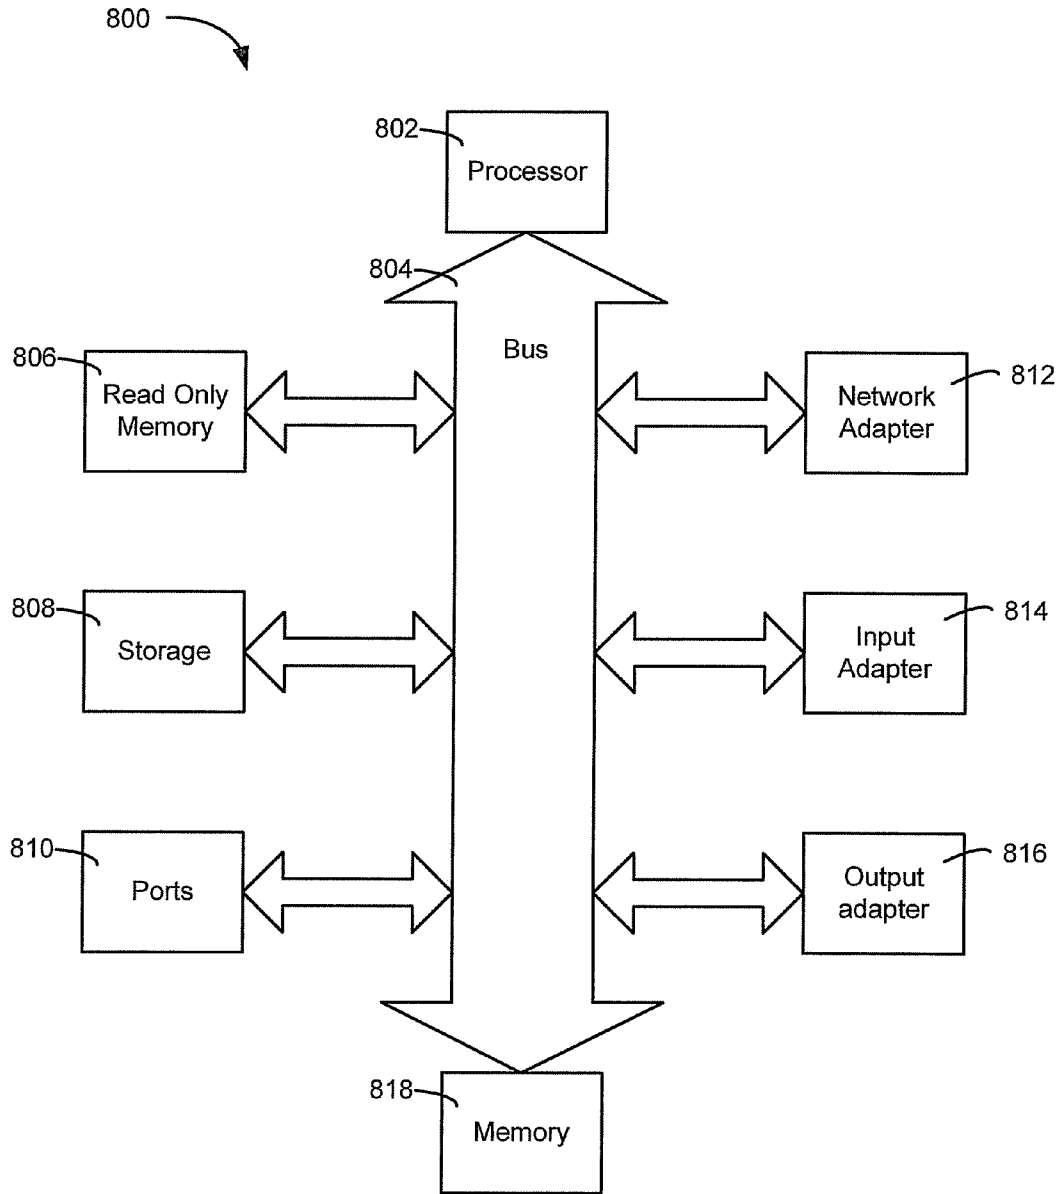 800
802
Processor
804
Bus
806
Read Only
Memory
812
Network
Adapter
808
Storage
814
Input
Adapter
810
Ports
816
Output
adapter
818
Memory